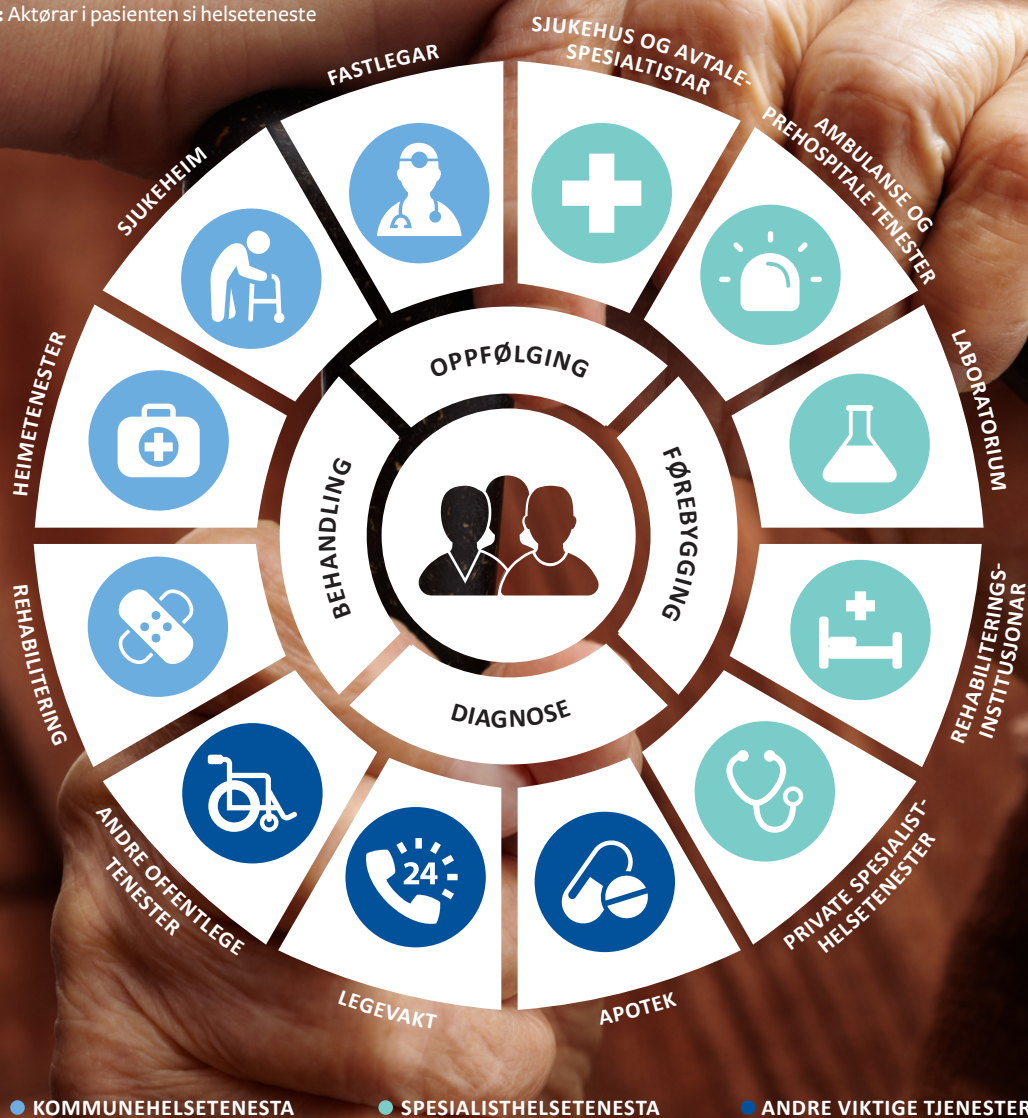 : Aktørar i pasienten si helseteneste
FASTLEGAR
SJUKEHUS OG AVTALE-
SPESIALTISTAR
AMBULANSE OG
PREHOSPITALE TENESTER
LABORATORIUM
REHABILITERINGS-
INSTITUSJONAR
PRIVATE SPESIALIST-
HELSETENESTER
APOTEK
LEGEVAKT
24
ANDRE OFFENTLEGE
TENESTER
REHABILITERING
HEIMETENESTER
SJUKEHEIM
OPPFØLGING
FØREBYGGING
DIAGNOSE
BEHANDLING
KOMMUNEHELSETENESTA
SPESIALISTHELSETENESTA
ANDRE VIKTIGE TJENESTER